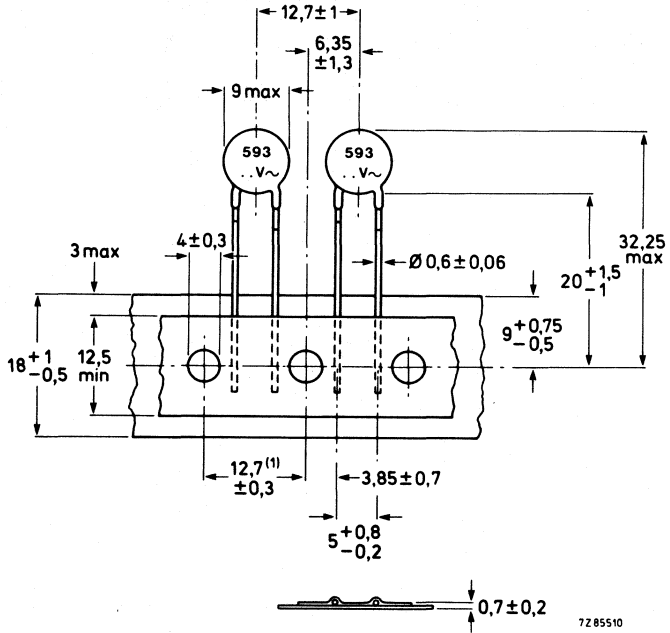 12,7±1
6,35
±1,3
9 max
593
..V~
593
..V~
4±0,3
3 max
Ø 0,6±0,06
32,25
max
20 +1,5
-1
9 +0,75
-0,5
18 +1
-0,5
12,5
min
12,7(1)
±0,3
3,85±0,7
5 +0,8
-0,2
0,7±0,2
7Z85510